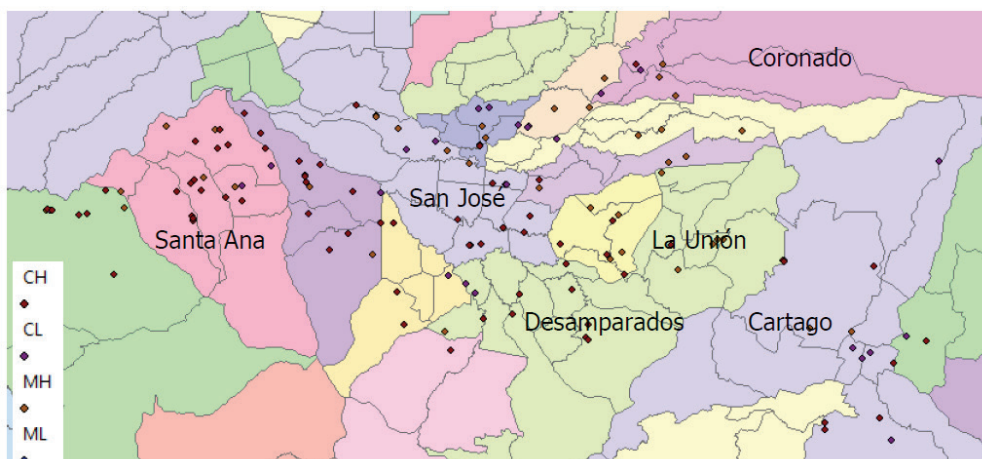 Coronado
San José
Santa Ana
La Unión
Desamparados
Cartago
CH
CL
MH
ML